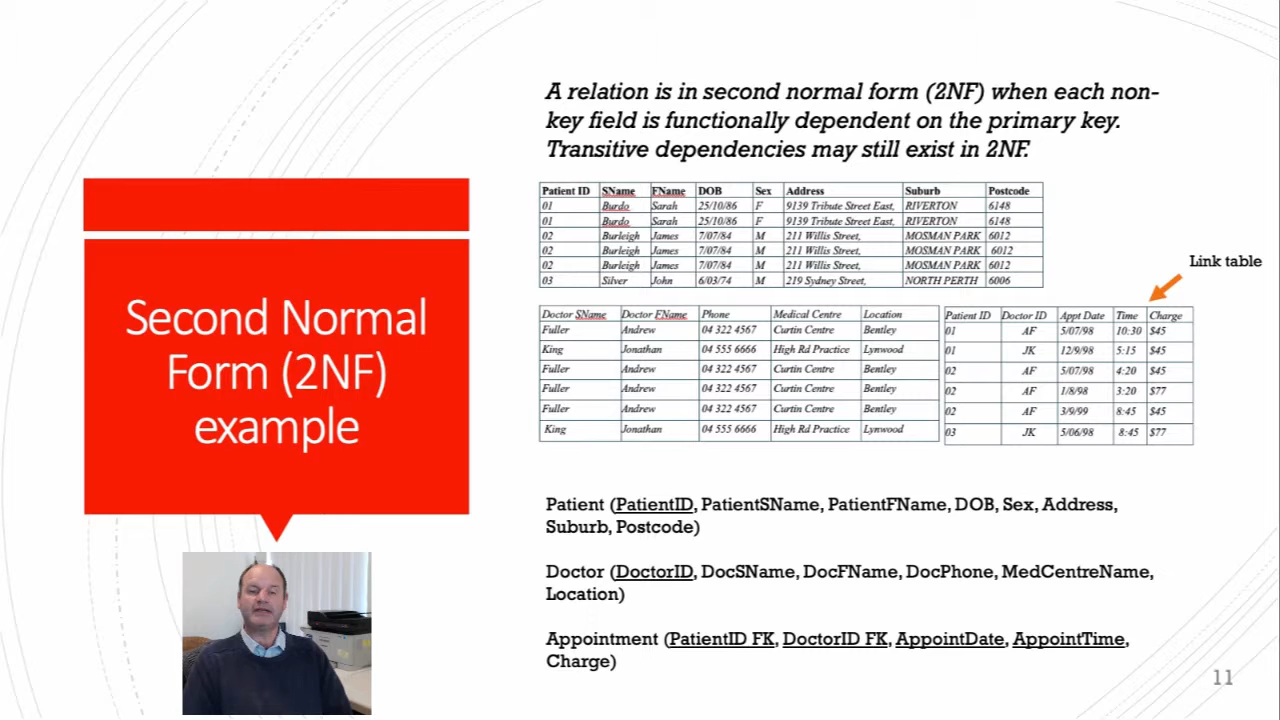 A relation is in second normal form (2NF) when each non-
key field is functionally dependent on the primary key.
Transitive dependencies may still exist in 2NF.
Second Normal
Form (2NF)
example
Patient ID SName FName DOB Sex Address Suburb Postcode
01 Burdo Sarah 25/10/86 F 9139 Tribute Street East, RIVERTON 6148
01 Burdo Sarah 25/10/86 F 9139 Tribute Street East, RIVERTON 6148
02 Burleigh James 7/07/84 M 211 Willis Street, MOSMAN PARK 6012
02 Burleigh James 7/07/84 M 211 Willis Street, MOSMAN PARK 6012
02 Burleigh James 7/07/84 M 211 Willis Street, MOSMAN PARK 6012
03 Silver John 6/03/74 M 219 Sydney Street, NORTH PERTH 6006
Link table
Doctor SName Doctor FName Phone Medical Centre Location
Fuller Andrew 04 322 4567 Curtin Centre Bentley
King Jonathan 04 555 6666 High Rd Practice Lynwood
Fuller Andrew 04 322 4567 Curtin Centre Bentley
Fuller Andrew 04 322 4567 Curtin Centre Bentley
Fuller Andrew 04 322 4567 Curtin Centre Bentley
King Jonathan 04 555 6666 High Rd Practice Lynwood
Patient ID Doctor ID Appt Date Time Charge
01 AF 5/07/98 10:30 $45
01 JK 12/9/98 5:15 $45
02 AF 5/07/98 4:20 $45
02 AF 1/8/98 3:20 $77
02 AF 3/9/99 8:45 $45
03 JK 5/06/98 8:45 $77
Patient (PatientID, PatientSName, PatientFName, DOB, Sex, Address,
Suburb, Postcode)
Doctor (DoctorID, DocSName, DocFName, DocPhone, MedCentreName,
Location)
Appointment (PatientID FK, DoctorID FK, AppointDate, AppointTime,
Charge)
11